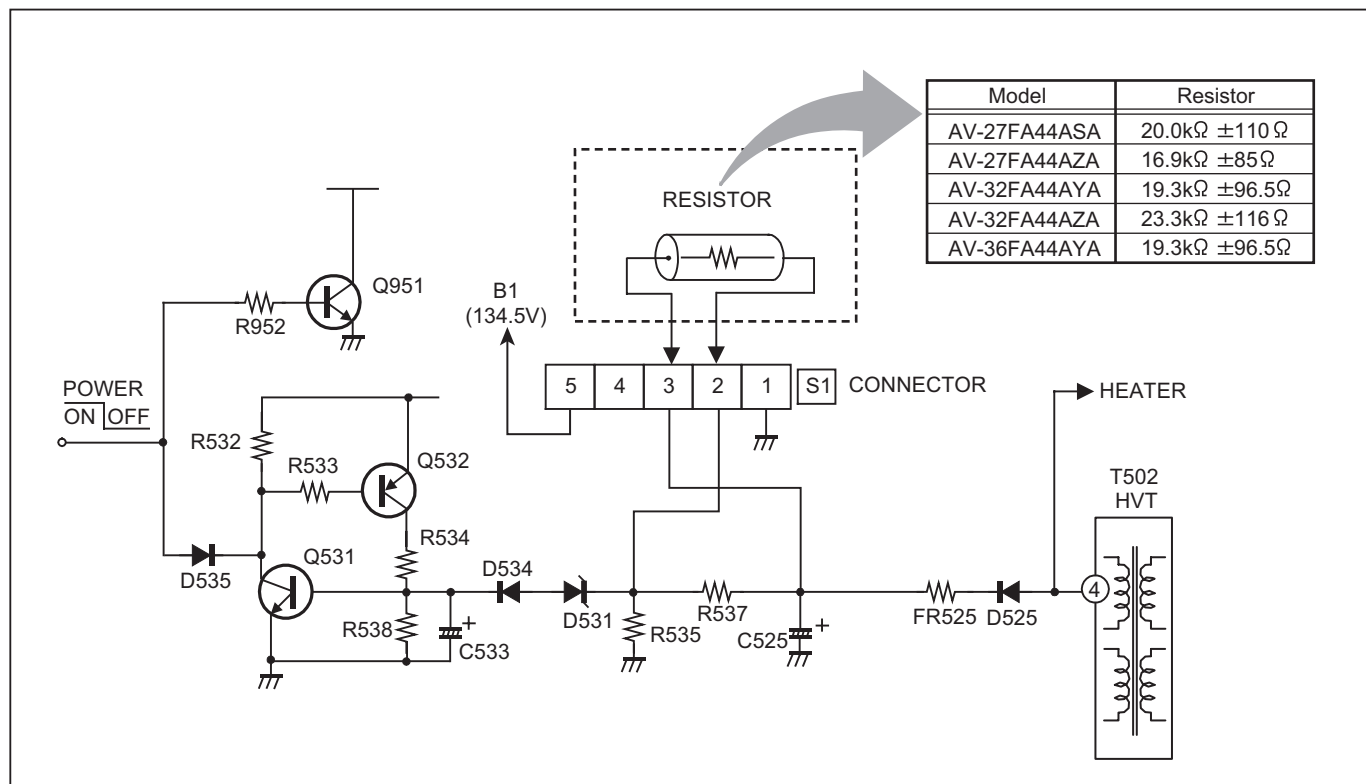 Model Resistor
AV-27FA44ASA 20.0kΩ ±110Ω
AV-27FA44AZA 16.9kΩ ±85Ω
AV-32FA44AYA 19.3kΩ ±96.5Ω
AV-32FA44AZA 23.3kΩ ±116Ω
AV-36FA44AYA 19.3kΩ ±96.5Ω
RESISTOR
Q951
R952
B1
(134.5V)
5 4 3 2 1 S1 CONNECTOR
POWER
ON OFF
HEATER
R532
R533
Q532
T502
HVT
R534
Q531
D535
D534
D531
R537
FR525
D525
4
R538
C533
R535
C525
+
+